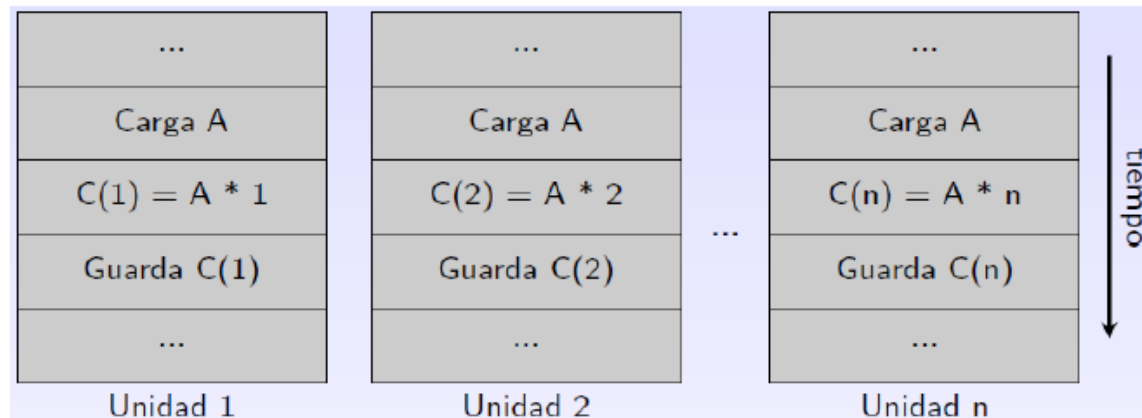 ...
Carga A
C(1) = A * 1
Guarda C(1)
...
Unidad 1
...
Carga A
C(2) = A * 2
Guarda C(2)
...
Unidad 2
...
...
Carga A
C(n) = A * n
Guarda C(n)
...
Unidad n
tiempo